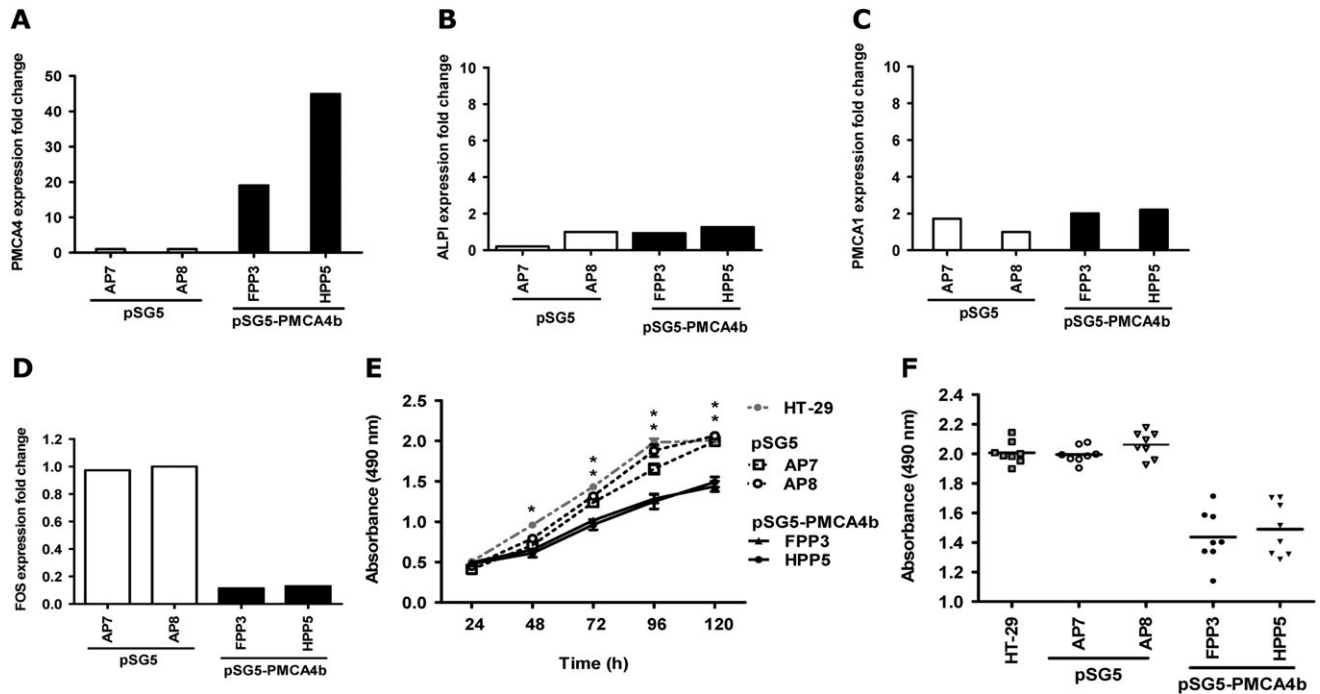 A
PMCA4 expression fold change
50
40
30
20
10
0
AP7
AP8
FPP3
HPP5
pSG5
pSG5-PMCA4b
B
ALPI expression fold change
10
8
6
4
2
0
AP7
AP8
FPP3
HPP5
pSG5
pSG5-PMCA4b
C
PMCA1 expression fold change
10
8
6
4
2
0
AP7
AP8
FPP3
HPP5
pSG5
pSG5-PMCA4b
D
FOS expression fold change
1.2
1.0
0.8
0.6
0.4
0.2
0.0
AP7
AP8
FPP3
HPP5
pSG5
pSG5-PMCA4b
E
Absorbance (490 nm)
2.5
2.0
1.5
1.0
0.5
0.0
*
* *
* *
* *
24 48 72 96 120
Time (h)
HT-29
pSG5
AP7
AP8
pSG5-PMCA4b
FPP3
HPP5
F
Absorbance (490 nm)
2.4
2.2
2.0
1.8
1.6
1.4
1.2
1.0
HT-29
AP7
AP8
FPP3
HPP5
pSG5
pSG5-PMCA4b